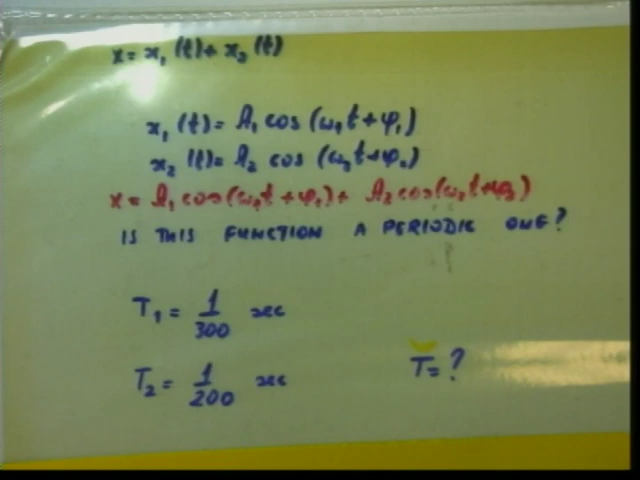 x = x₁ (t) + x₂ (t)
x₁ (t) = A₁ cos (ω₁t + φ₁)
x₂ (t) = A₂ cos (ω₂t + φ₂)
x = A₁ cos (ω₁t + φ₁) + A₂ cos (ω₂t + φ₂)
IS THIS FUNCTION A PERIODIC ONE?
T₁ = 1/300 sec
T₂ = 1/200 sec T = ?